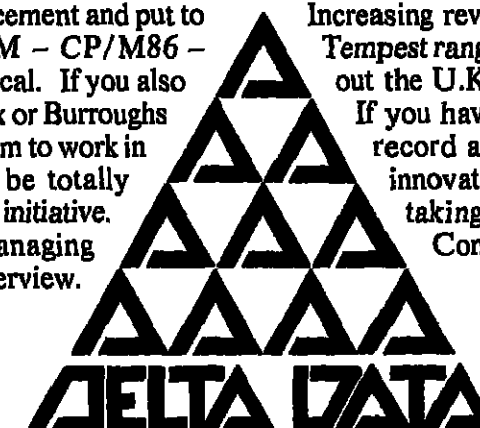 cement and put to
M – CP/M86 –
cal. If you also
x or Burroughs
m to work in
be totally
initiative.
anaging
erview.
Increasing rev
Tempest rang
out the U.K
If you hav
record a
innovat
taking
Con
DELTA DATA